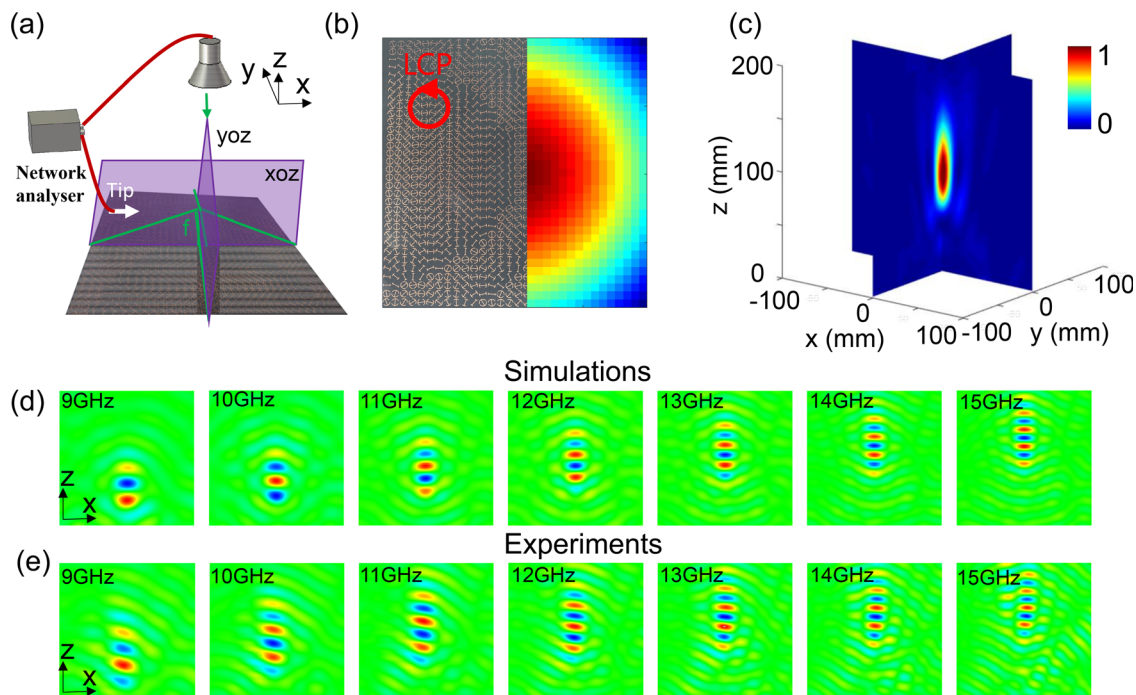 (a)
y
z
x
yoz
xoz
Network
analyser
Tip
f
(b)
LCP
(c)
200
100
0
z (mm)
-100
0
100
x (mm)
-100
0
100
y (mm)
1
0
Simulations
(d)
9GHz
10GHz
11GHz
12GHz
13GHz
14GHz
15GHz
z
x
Experiments
(e)
9GHz
10GHz
11GHz
12GHz
13GHz
14GHz
15GHz
z
x